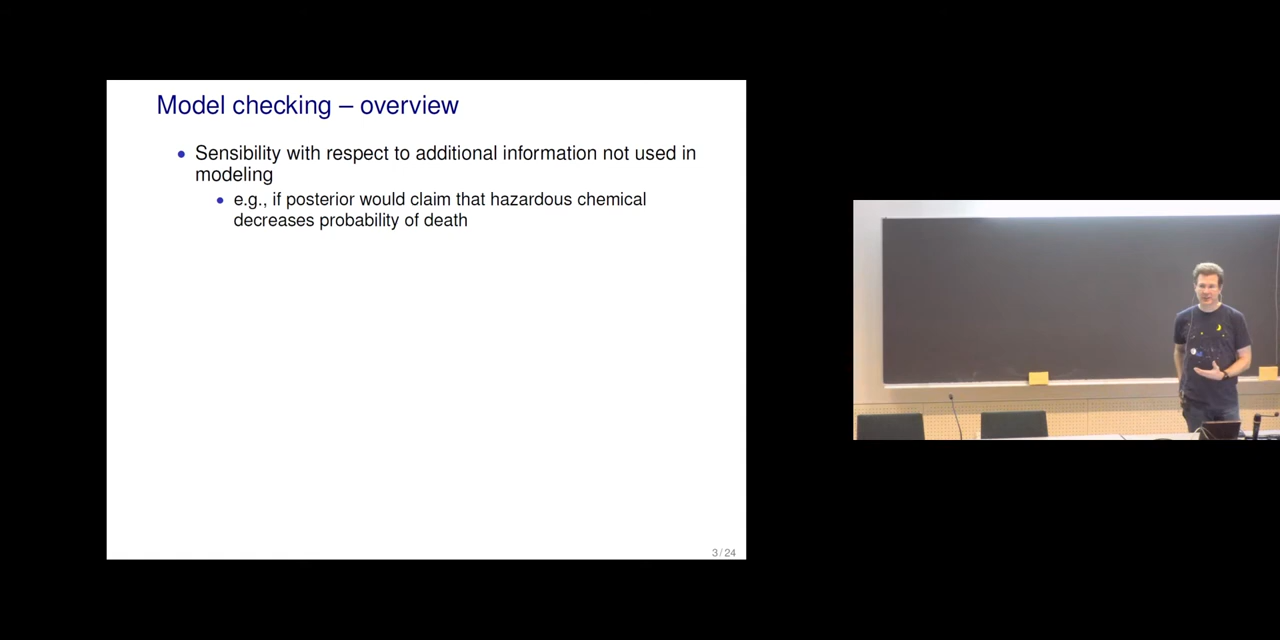 Model checking – overview
• Sensibility with respect to additional information not used in
modeling
• e.g., if posterior would claim that hazardous chemical
decreases probability of death
3 / 24